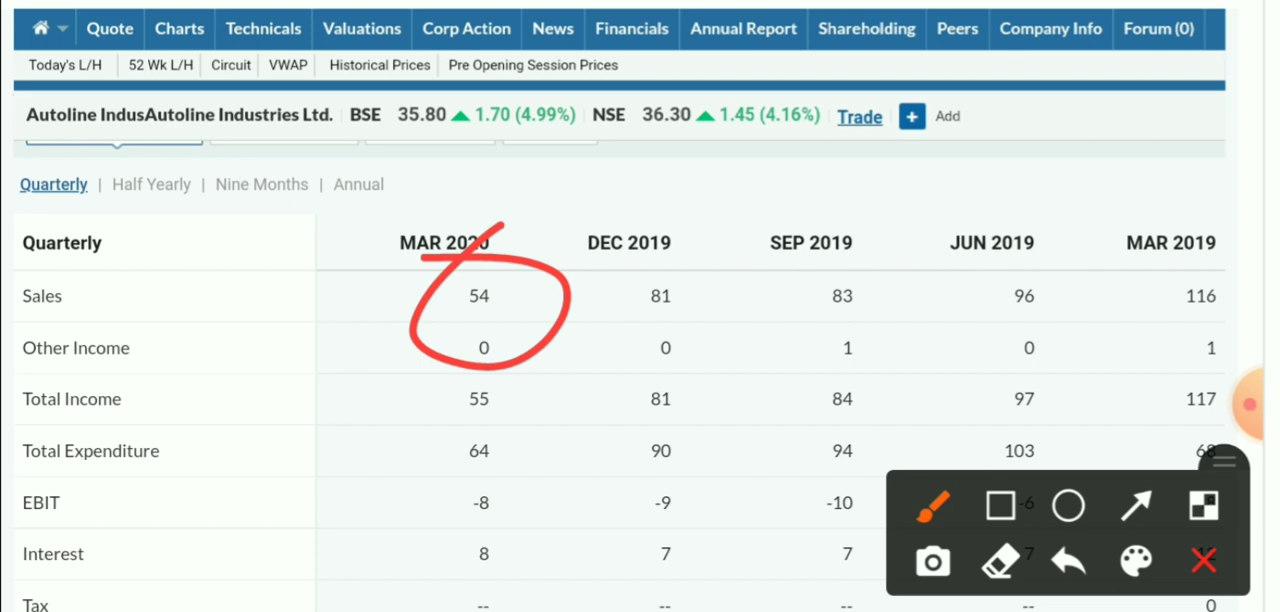 Quote Charts Technicals Valuations Corp Action News Financials Annual Report Shareholding Peers Company Info Forum (0)
Today's L/H 52 Wk L/H Circuit VWAP Historical Prices Pre Opening Session Prices
Autoline IndusAutoline Industries Ltd. BSE 35.80 1.70 (4.99%) NSE 36.30 1.45 (4.16%) Trade + Add
Quarterly | Half Yearly | Nine Months | Annual
Quarterly MAR 2020 DEC 2019 SEP 2019 JUN 2019 MAR 2019
Sales 54 81 83 96 116
Other Income 0 0 1 0 1
Total Income 55 81 84 97 117
Total Expenditure 64 90 94 103 68
EBIT -8 -9 -10 -6
Interest 8 7 7 7 12
Tax -- -- -- -- 0